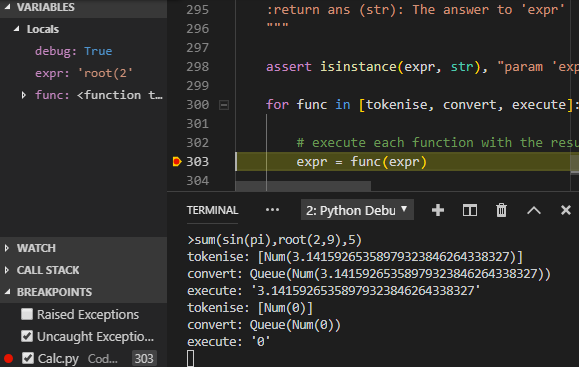 VARIABLES
Locals
debug: True
expr: 'root(2'
func: <function t...
WATCH
CALL STACK
BREAKPOINTS
Raised Exceptions
Uncaught Exceptio...
Calc.py Cod... 303
295 :return ans (str): The answer to 'expr'
296 """
297
298 assert isinstance(expr, str), "param 'exp
299
300 for func in [tokenise, convert, execute]:
301
302 # execute each function with the resu
303 expr = func(expr)
304
TERMINAL ... 2: Python Debu
>sum(sin(pi),root(2,9),5)
tokenise: [Num(3.14159265358979323846264338327)]
convert: Queue(Num(3.14159265358979323846264338327))
execute: '3.14159265358979323846264338327'
tokenise: [Num(0)]
convert: Queue(Num(0))
execute: '0'